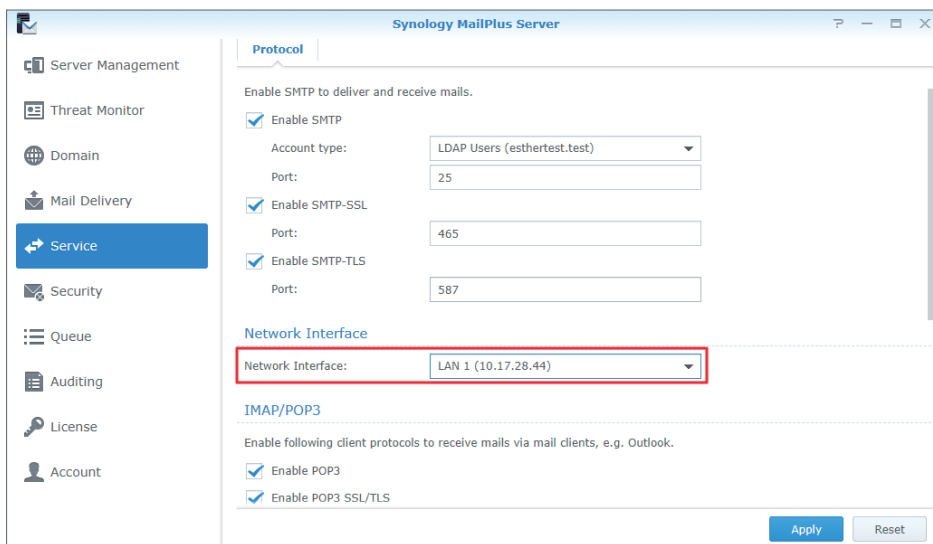 Synology MailPlus Server
Server Management
Threat Monitor
Domain
Mail Delivery
Service
Security
Queue
Auditing
License
Account
Protocol
Enable SMTP to deliver and receive mails.
Enable SMTP
Account type: LDAP Users (esthertest.test)
Port: 25
Enable SMTP-SSL
Port: 465
Enable SMTP-TLS
Port: 587
Network Interface
Network Interface: LAN 1 (10.17.28.44)
IMAP/POP3
Enable following client protocols to receive mails via mail clients, e.g. Outlook.
Enable POP3
Enable POP3 SSL/TLS
Apply Reset